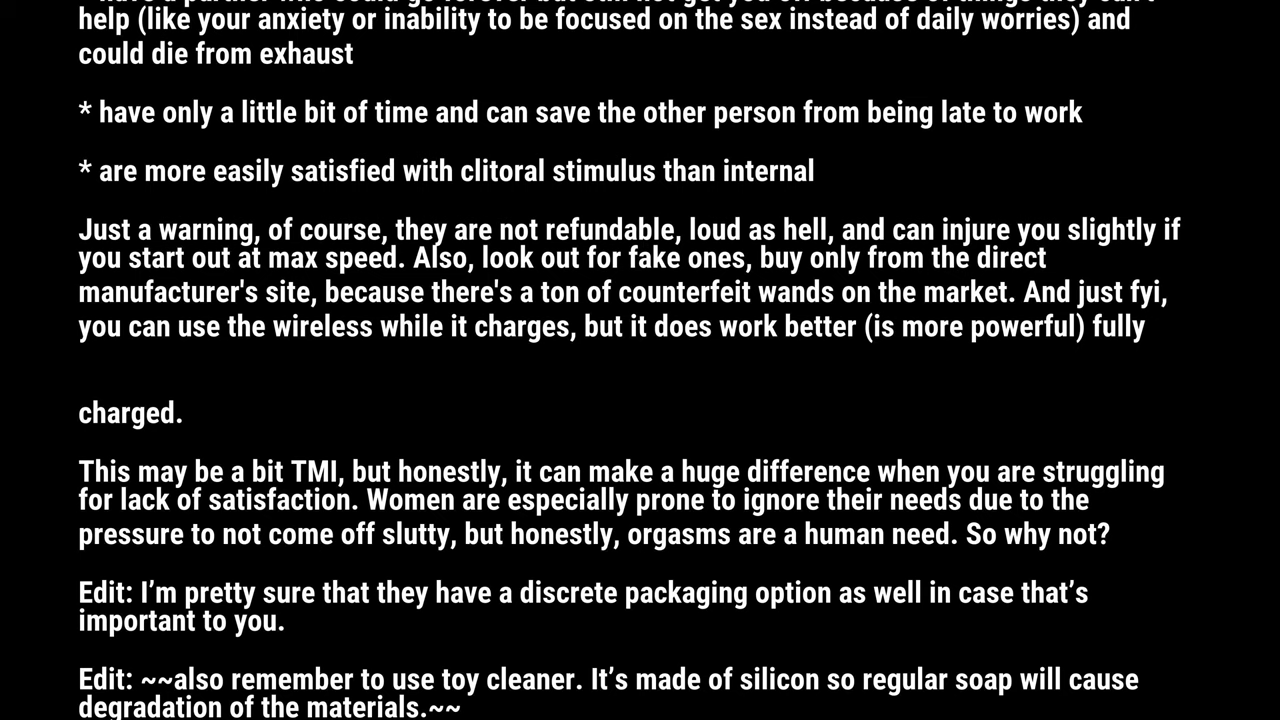 help (like your anxiety or inability to be focused on the sex instead of daily worries) and
could die from exhaust
* have only a little bit of time and can save the other person from being late to work
* are more easily satisfied with clitoral stimulus than internal
Just a warning, of course, they are not refundable, loud as hell, and can injure you slightly if
you start out at max speed. Also, look out for fake ones, buy only from the direct
manufacturer's site, because there's a ton of counterfeit wands on the market. And just fyi,
you can use the wireless while it charges, but it does work better (is more powerful) fully
charged.
This may be a bit TMI, but honestly, it can make a huge difference when you are struggling
for lack of satisfaction. Women are especially prone to ignore their needs due to the
pressure to not come off slutty, but honestly, orgasms are a human need. So why not?
Edit: I’m pretty sure that they have a discrete packaging option as well in case that’s
important to you.
Edit: ~~also remember to use toy cleaner. It’s made of silicon so regular soap will cause
degradation of the materials.~~